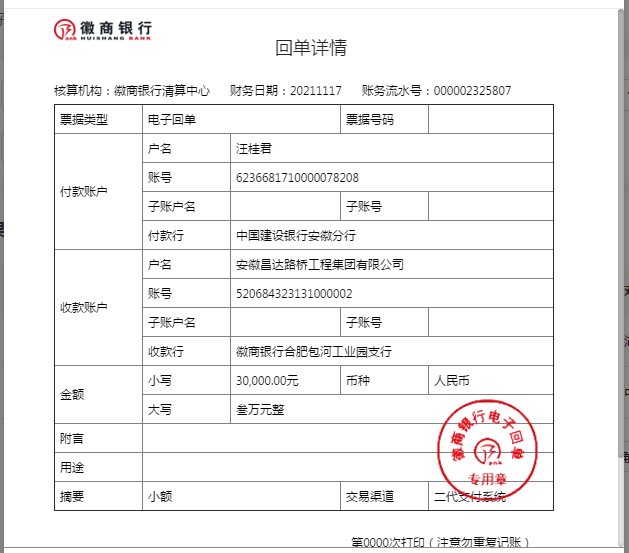 徽商银行
HUISHANG BANK
回单详情
核算机构：徽商银行清算中心 财务日期：20211117 账务流水号：000002325807
票据类型 电子回单 票据号码
付款账户
户名 汪桂君
账号 6236681710000078208
子账户名 子账号
付款行 中国建设银行安徽分行
收款账户
户名 安徽昌达路桥工程集团有限公司
账号 520684323131000002
子账户名 子账号
收款行 徽商银行合肥包河工业园支行
金额
小写 30,000.00元 币种 人民币
大写 叁万元整
附言
用途
摘要 小额 交易渠道 二代支付系统
徽商银行电子回单
专用章
第0000次打印（注意勿重复记账）